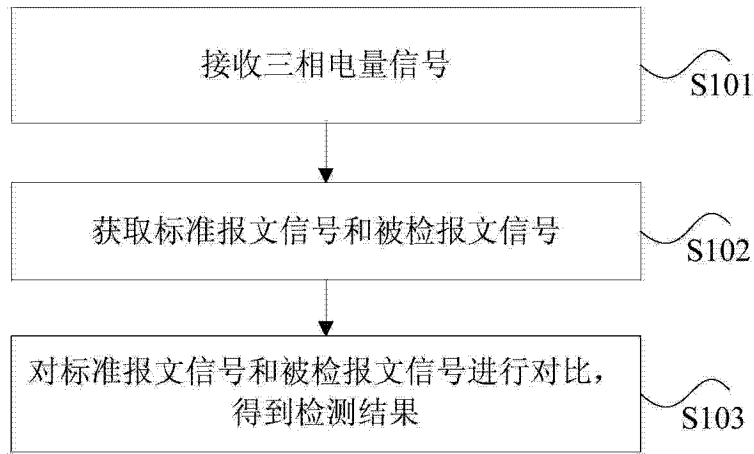 接收三相电量信号
S101
获取标准报文信号和被检报文信号
S102
对标准报文信号和被检报文信号进行对比，
得到检测结果
S103